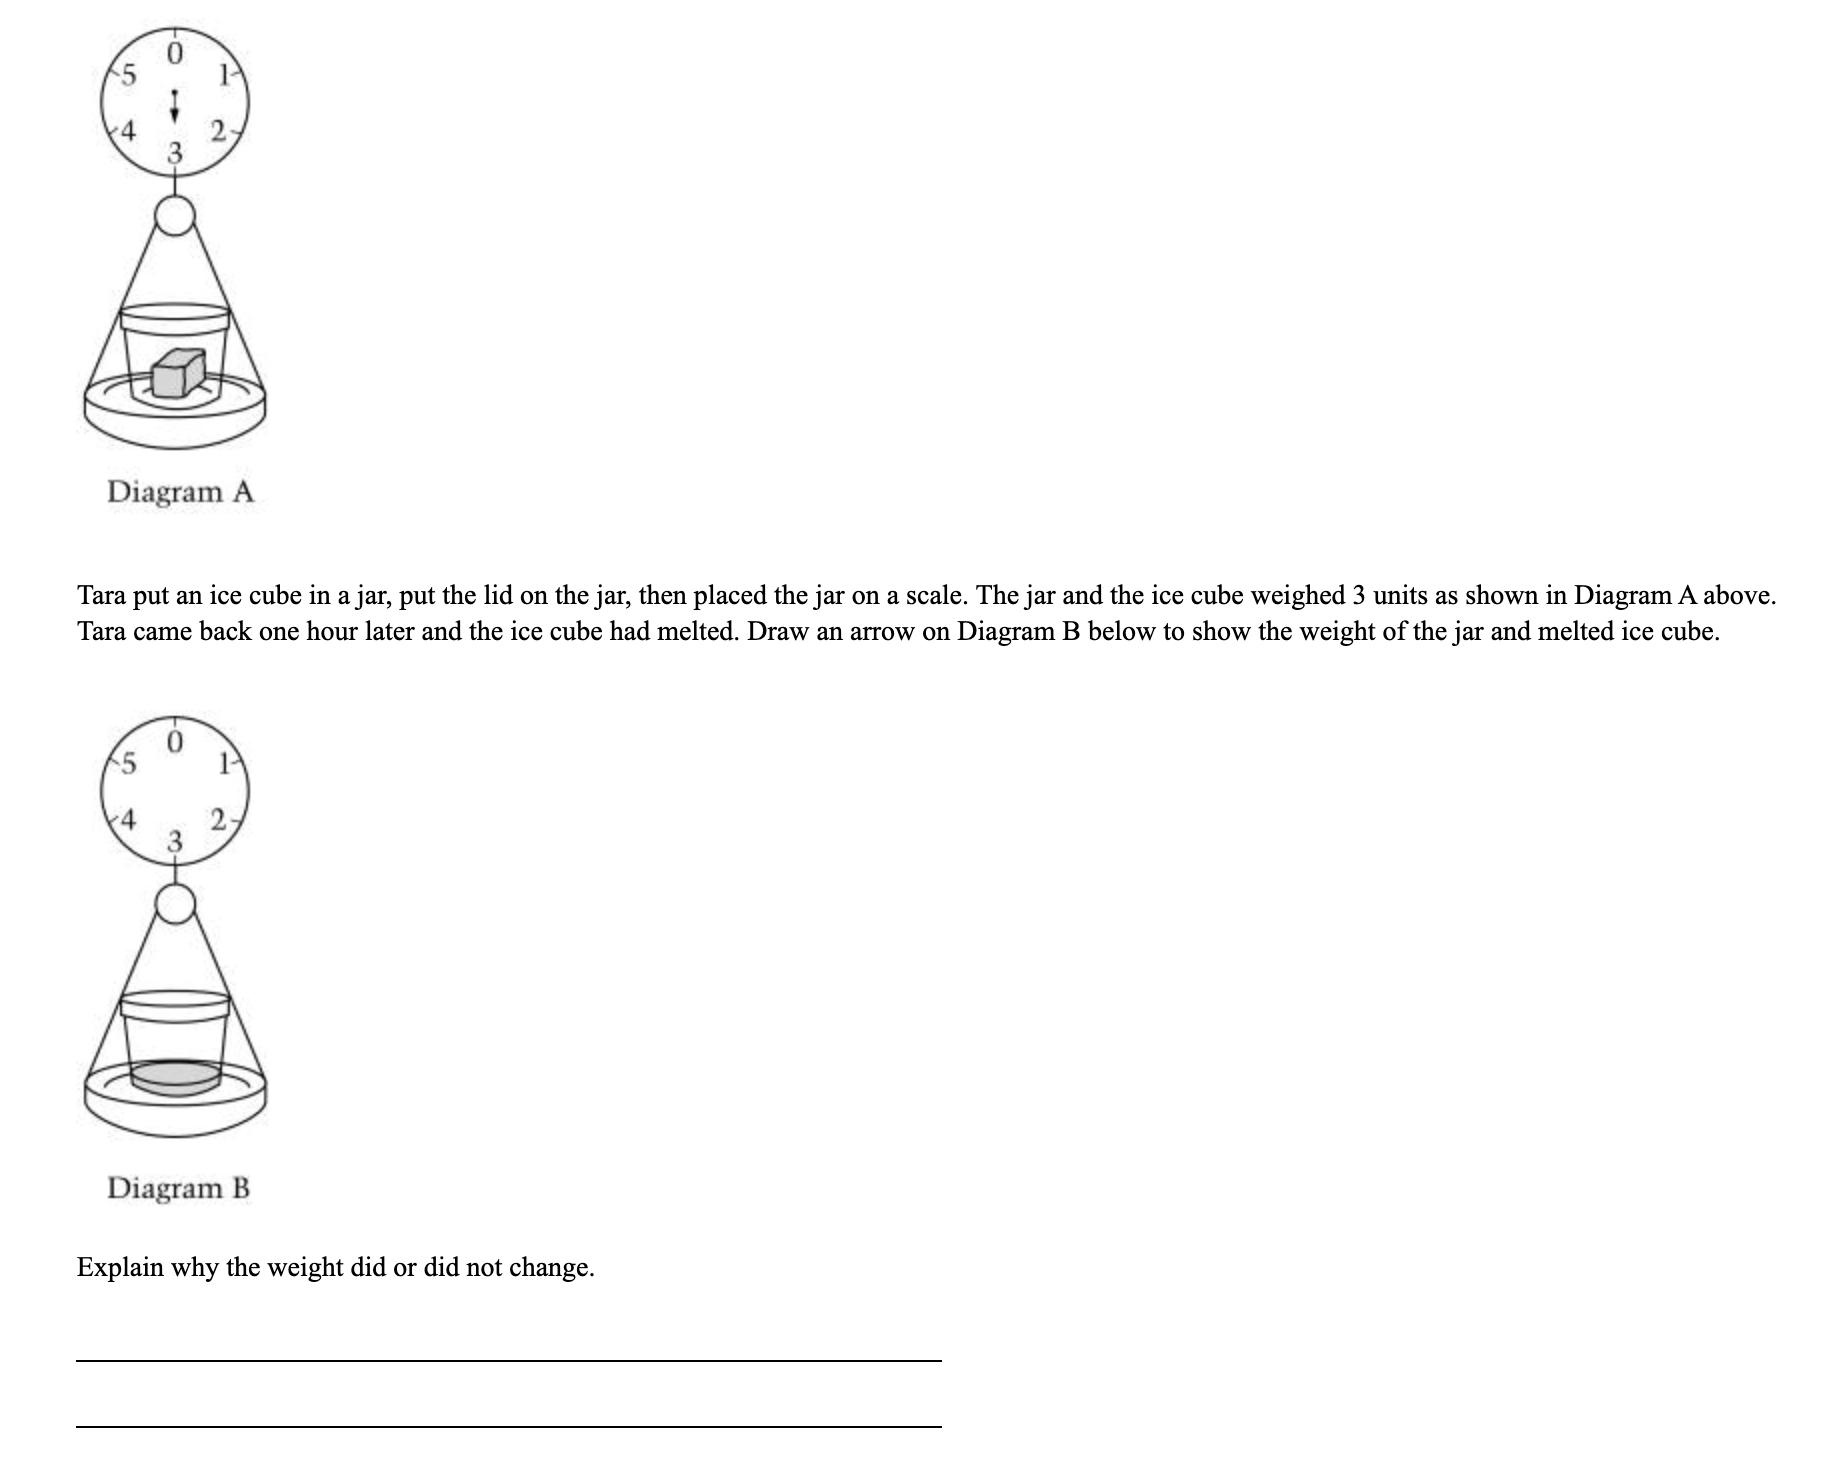 0
5 1
4 2
3
Diagram A
Tara put an ice cube in a jar, put the lid on the jar, then placed the jar on a scale. The jar and the ice cube weighed 3 units as shown in Diagram A above.
Tara came back one hour later and the ice cube had melted. Draw an arrow on Diagram B below to show the weight of the jar and melted ice cube.
0
5 1
4 2
3
Diagram B
Explain why the weight did or did not change.